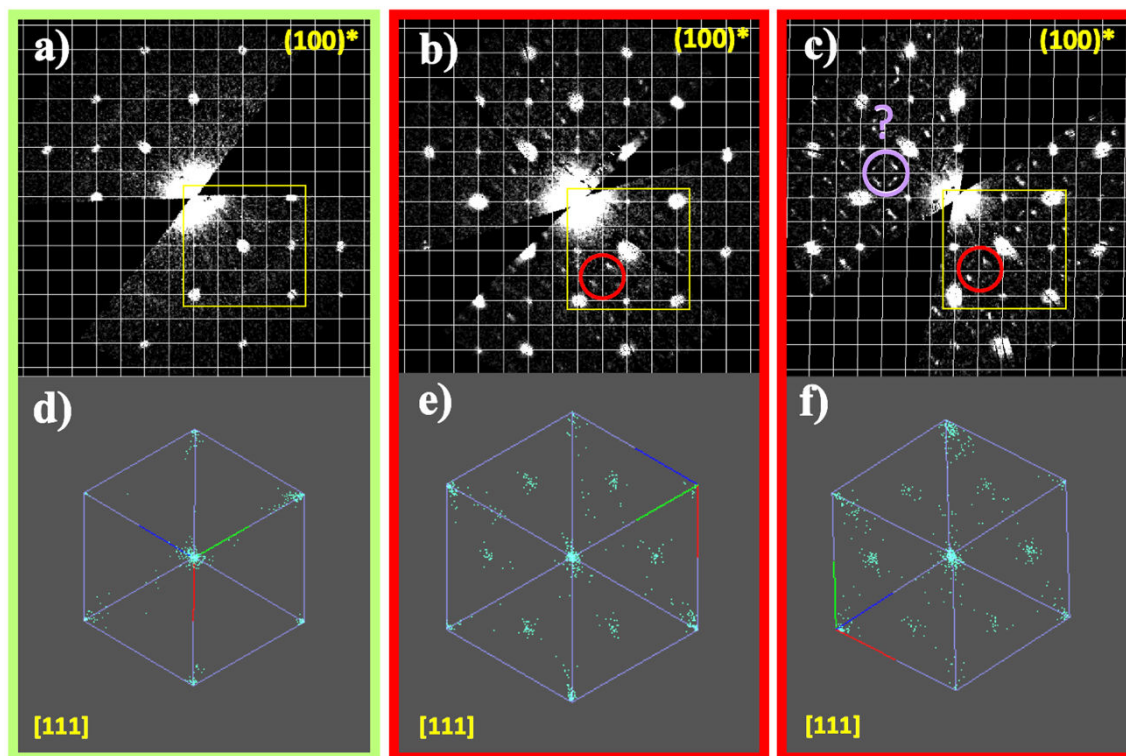 a)
(100)*
b)
(100)*
c)
(100)*
?
d)
[111]
e)
[111]
f)
[111]